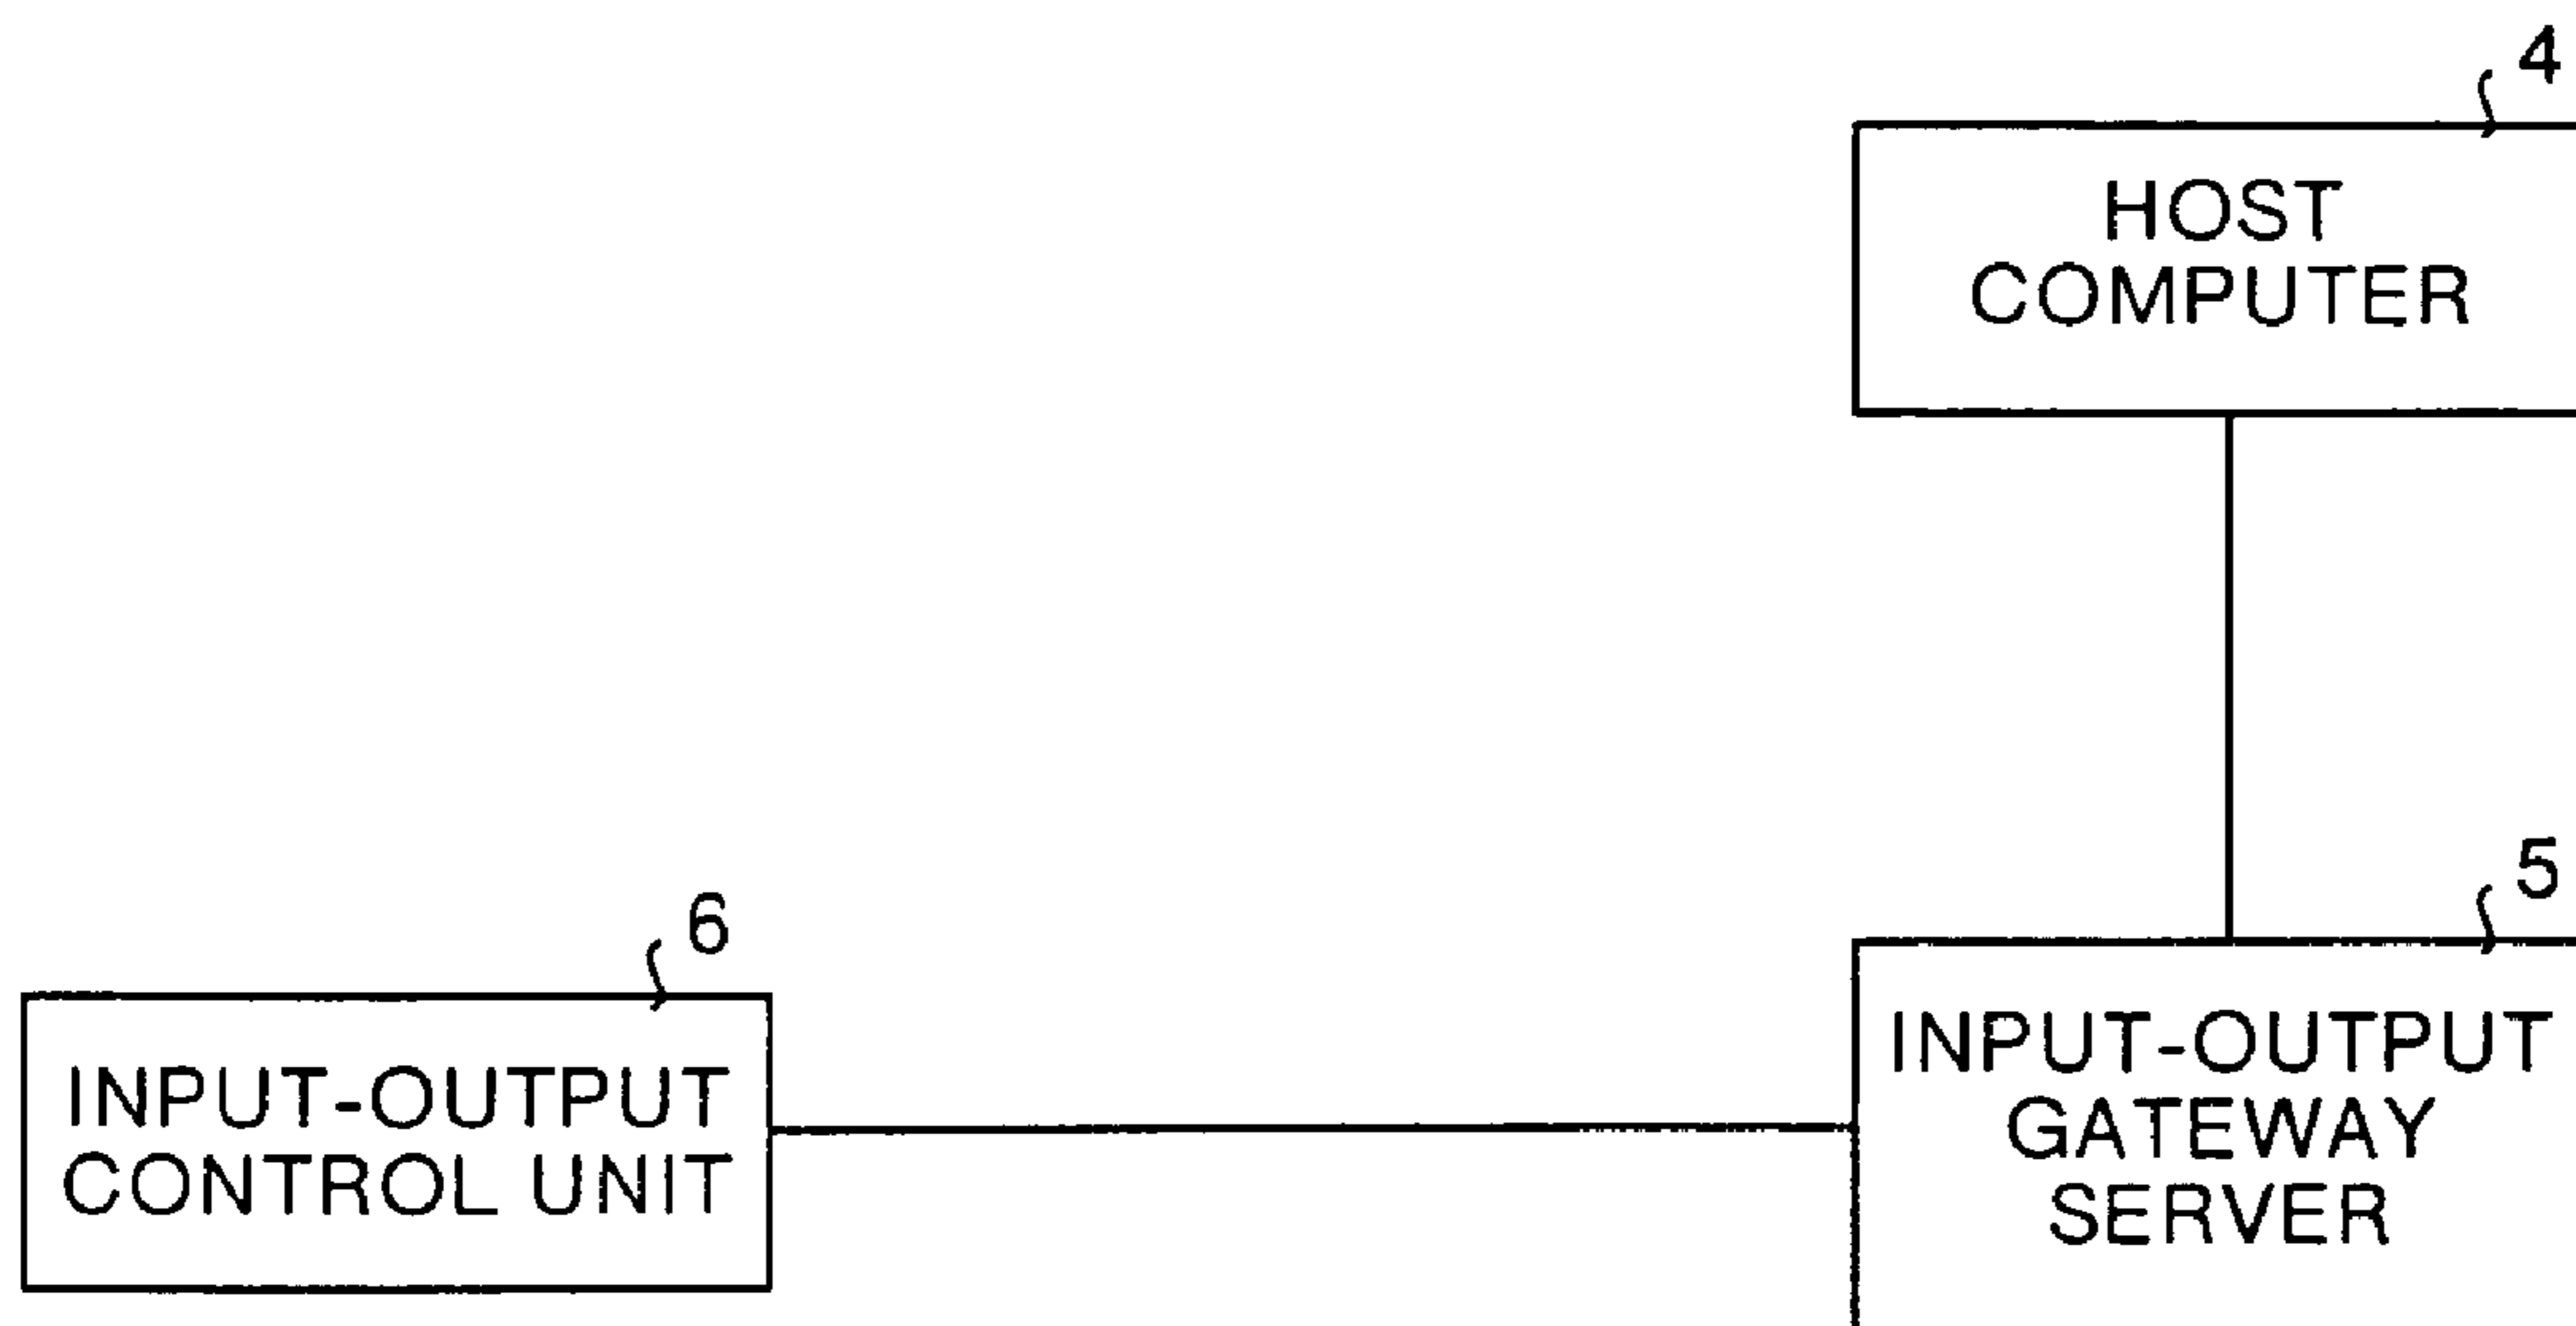 4
HOST
COMPUTER
5
6
INPUT-OUTPUT
GATEWAY
SERVER
INPUT-OUTPUT
CONTROL UNIT